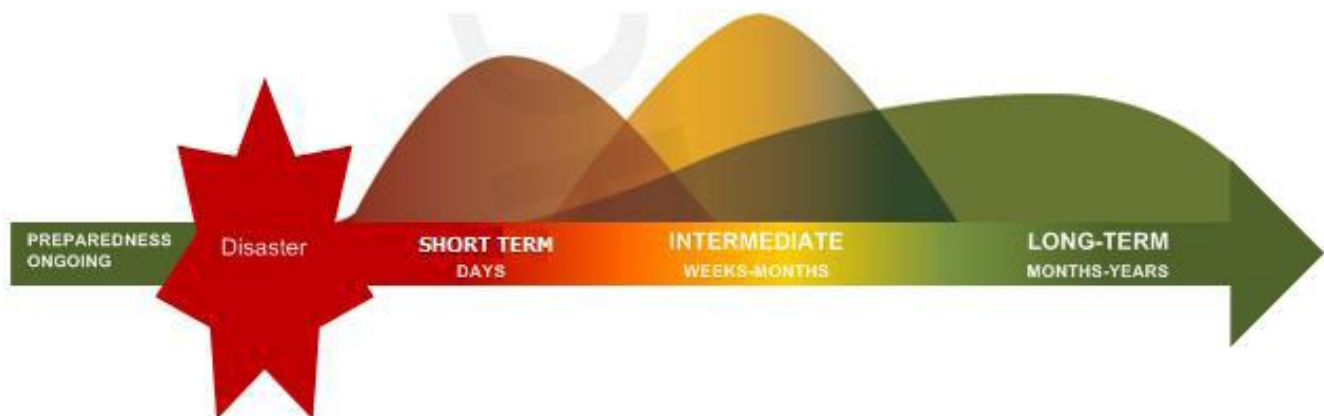 PREPAREDNESS
ONGOING
Disaster
SHORT TERM
DAYS
INTERMEDIATE
WEEKS-MONTHS
LONG-TERM
MONTHS-YEARS